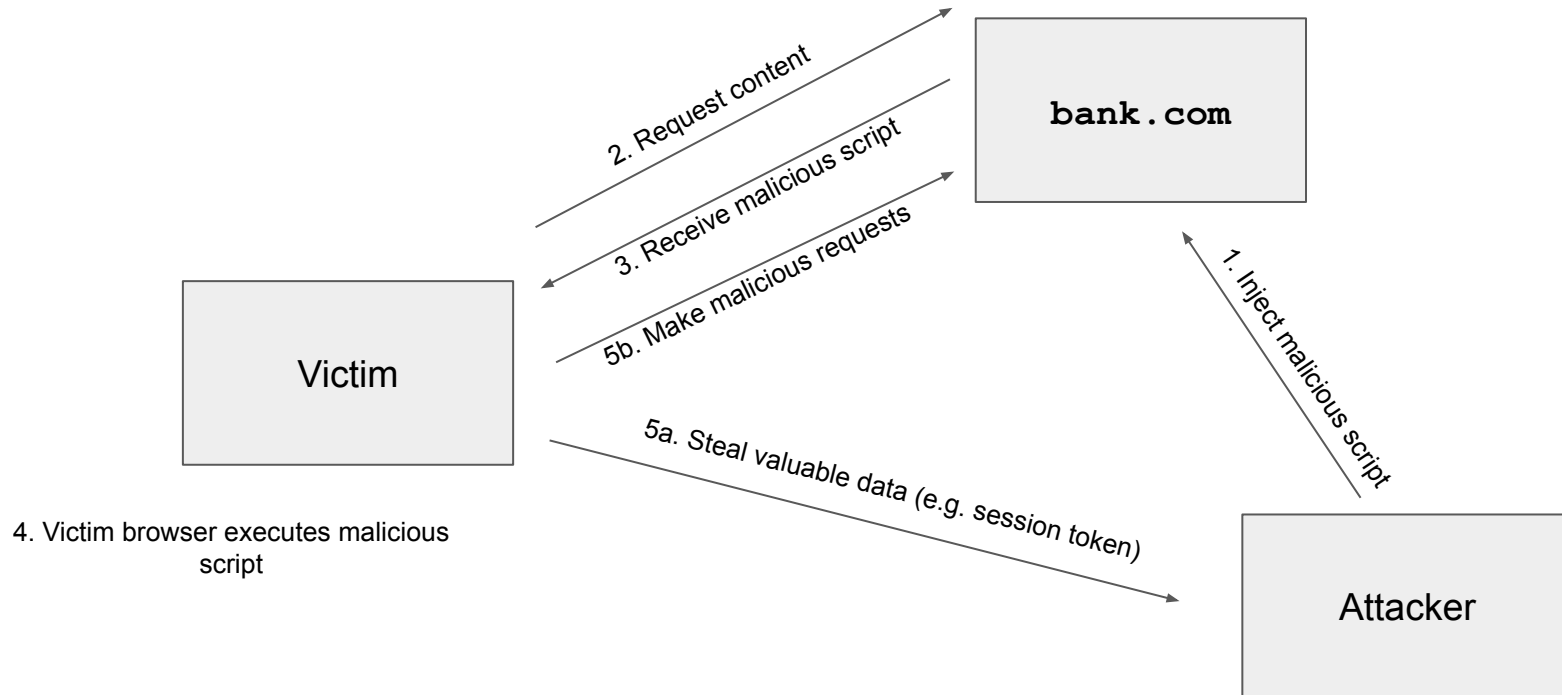 2. Request content
bank.com
3. Receive malicious script
5b. Make malicious requests
1. Inject malicious script
Victim
5a. Steal valuable data (e.g. session token)
4. Victim browser executes malicious
script
Attacker